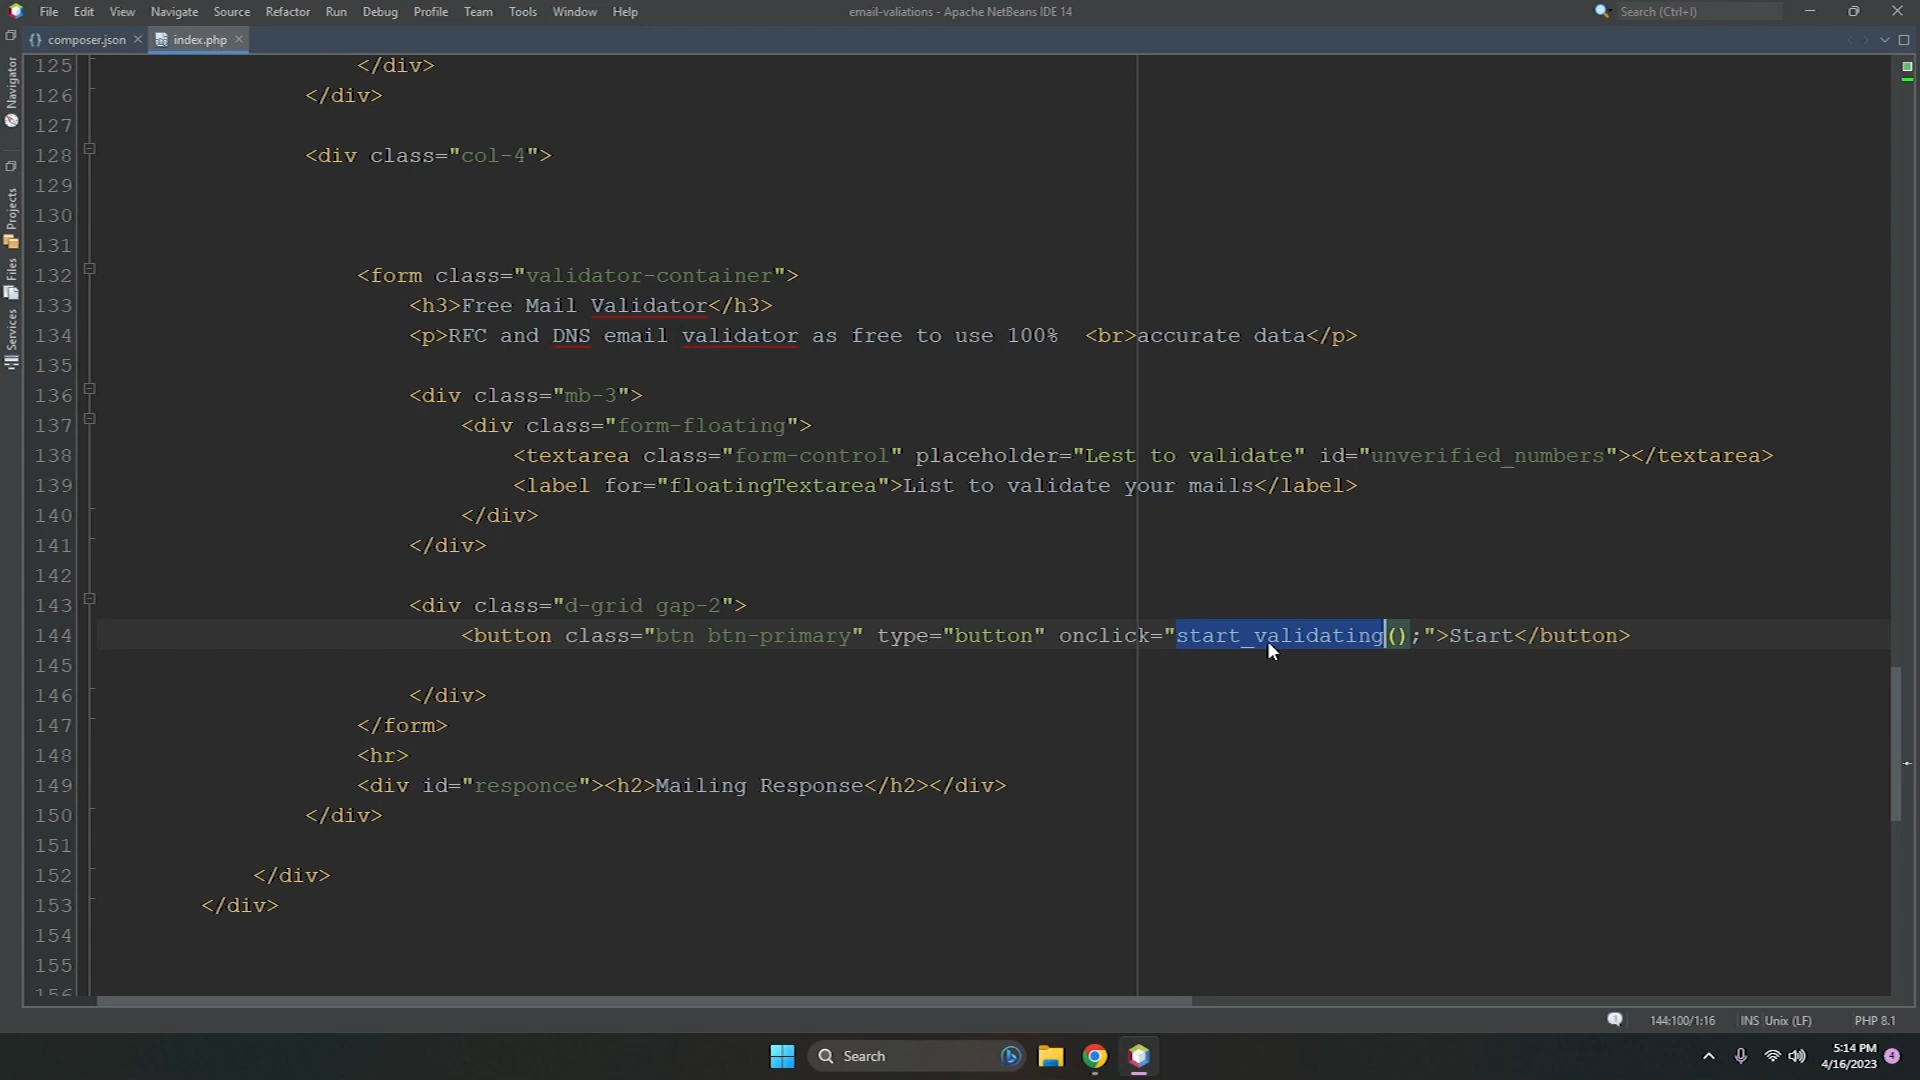 File Edit View Navigate Source Refactor Run Debug Profile Team Tools Window Help
email-valiations - Apache NetBeans IDE 14
Search (Ctrl+I)
composer.json
index.php
Navigator
Projects
Files
Services
125 </div>
126 </div>
127
128 <div class="col-4">
129
130
131
132 <form class="validator-container">
133 <h3>Free Mail Validator</h3>
134 <p>RFC and DNS email validator as free to use 100%  <br>accurate data</p>
135
136 <div class="mb-3">
137 <div class="form-floating">
138 <textarea class="form-control" placeholder="Lest to validate" id="unverified_numbers"></textarea>
139 <label for="floatingTextarea">List to validate your mails</label>
140 </div>
141 </div>
142
143 <div class="d-grid gap-2">
144 <button class="btn btn-primary" type="button" onclick="start_validating();">Start</button>
145
146 </div>
147 </form>
148 <hr>
149 <div id="responce"><h2>Mailing Response</h2></div>
150 </div>
151
152 </div>
153 </div>
154
155
156
144:100/1:16 INS Unix (LF) PHP 8.1
Search
5:14 PM
4/16/2023
4